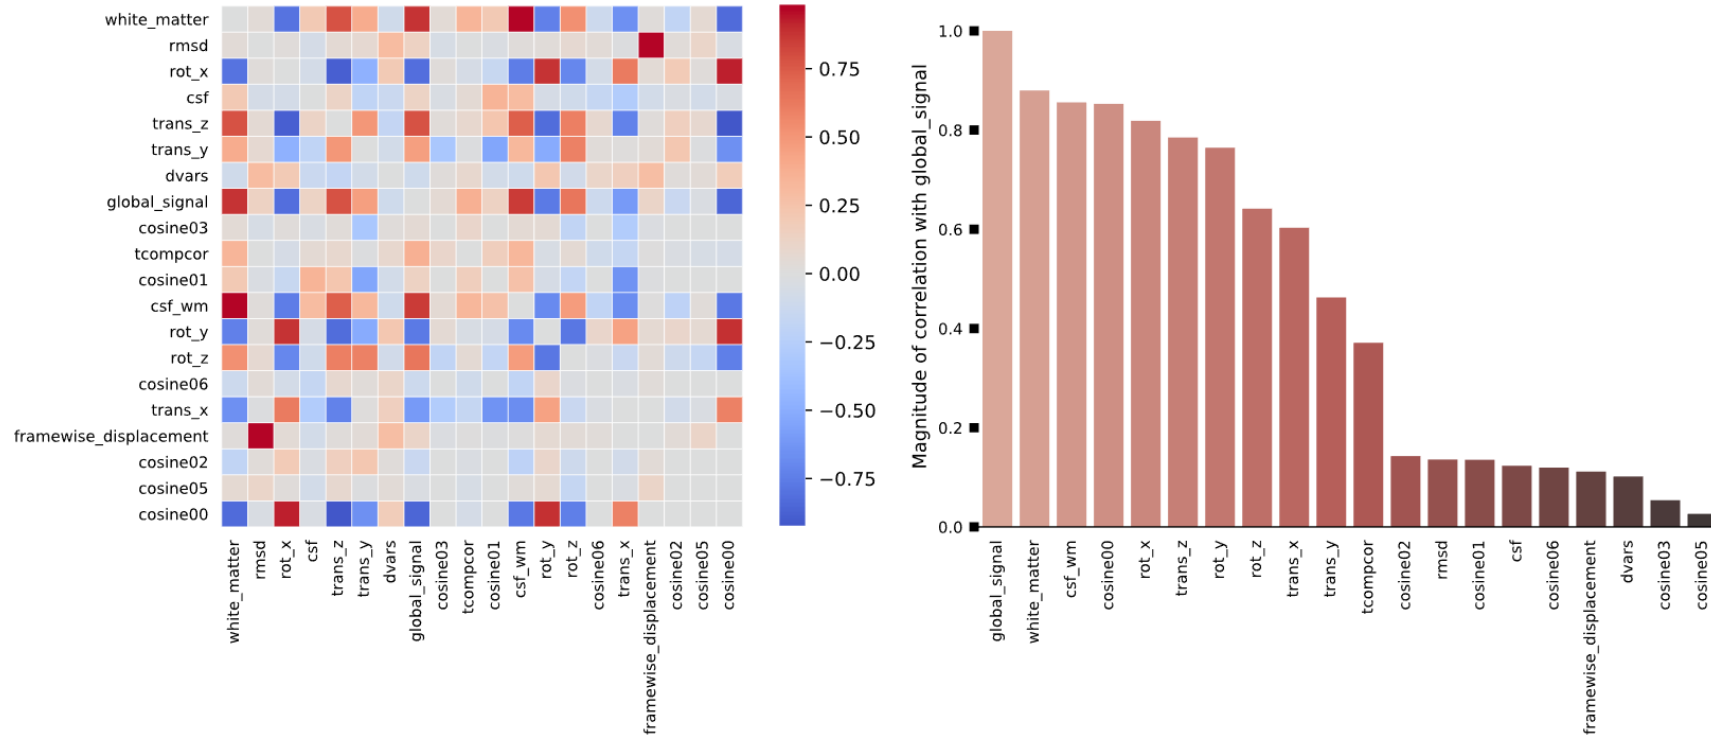 white_matter
rmsd
rot_x
csf
trans_z
trans_y
dvars
global_signal
cosine03
tcompcor
cosine01
csf_wm
rot_y
rot_z
cosine06
trans_x
framewise_displacement
cosine02
cosine05
cosine00
white_matter
rmsd
rot_x
csf
trans_z
trans_y
dvars
global_signal
cosine03
tcompcor
cosine01
csf_wm
rot_y
rot_z
cosine06
trans_x
framewise_displacement
cosine02
cosine05
cosine00
0.75
0.50
0.25
0.00
−0.25
−0.50
−0.75
Magnitude of correlation with global_signal
1.0
0.8
0.6
0.4
0.2
0.0
global_signal
white_matter
csf_wm
cosine00
rot_x
trans_z
rot_y
rot_z
trans_x
trans_y
tcompcor
cosine02
rmsd
cosine01
csf
cosine06
framewise_displacement
dvars
cosine03
cosine05